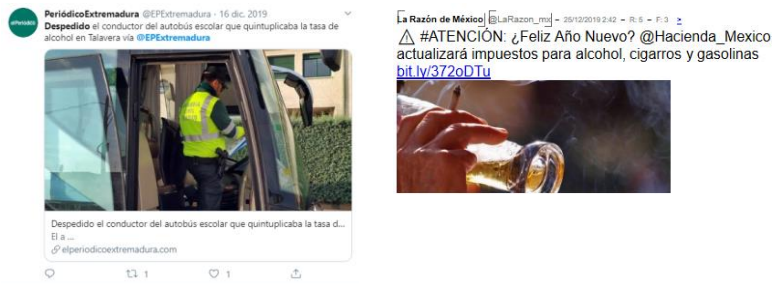 PeriódicoExtremadura @EPExtremadura · 16 dic. 2019
Despedido el conductor del autobús escolar que quintuplicaba la tasa de
alcohol en Talavera vía @EPExtremadura
Despedido el conductor del autobús escolar que quintuplicaba la tasa d...
El a ...
elperiodicoextremadura.com
1
1
La Razón de México @LaRazon_mx – 25/12/2019 2:42 – R: 5 – F: 3 >
⚠ #ATENCIÓN: ¿Feliz Año Nuevo? @Hacienda_Mexico
actualizará impuestos para alcohol, cigarros y gasolinas
bit.ly/372oDTu